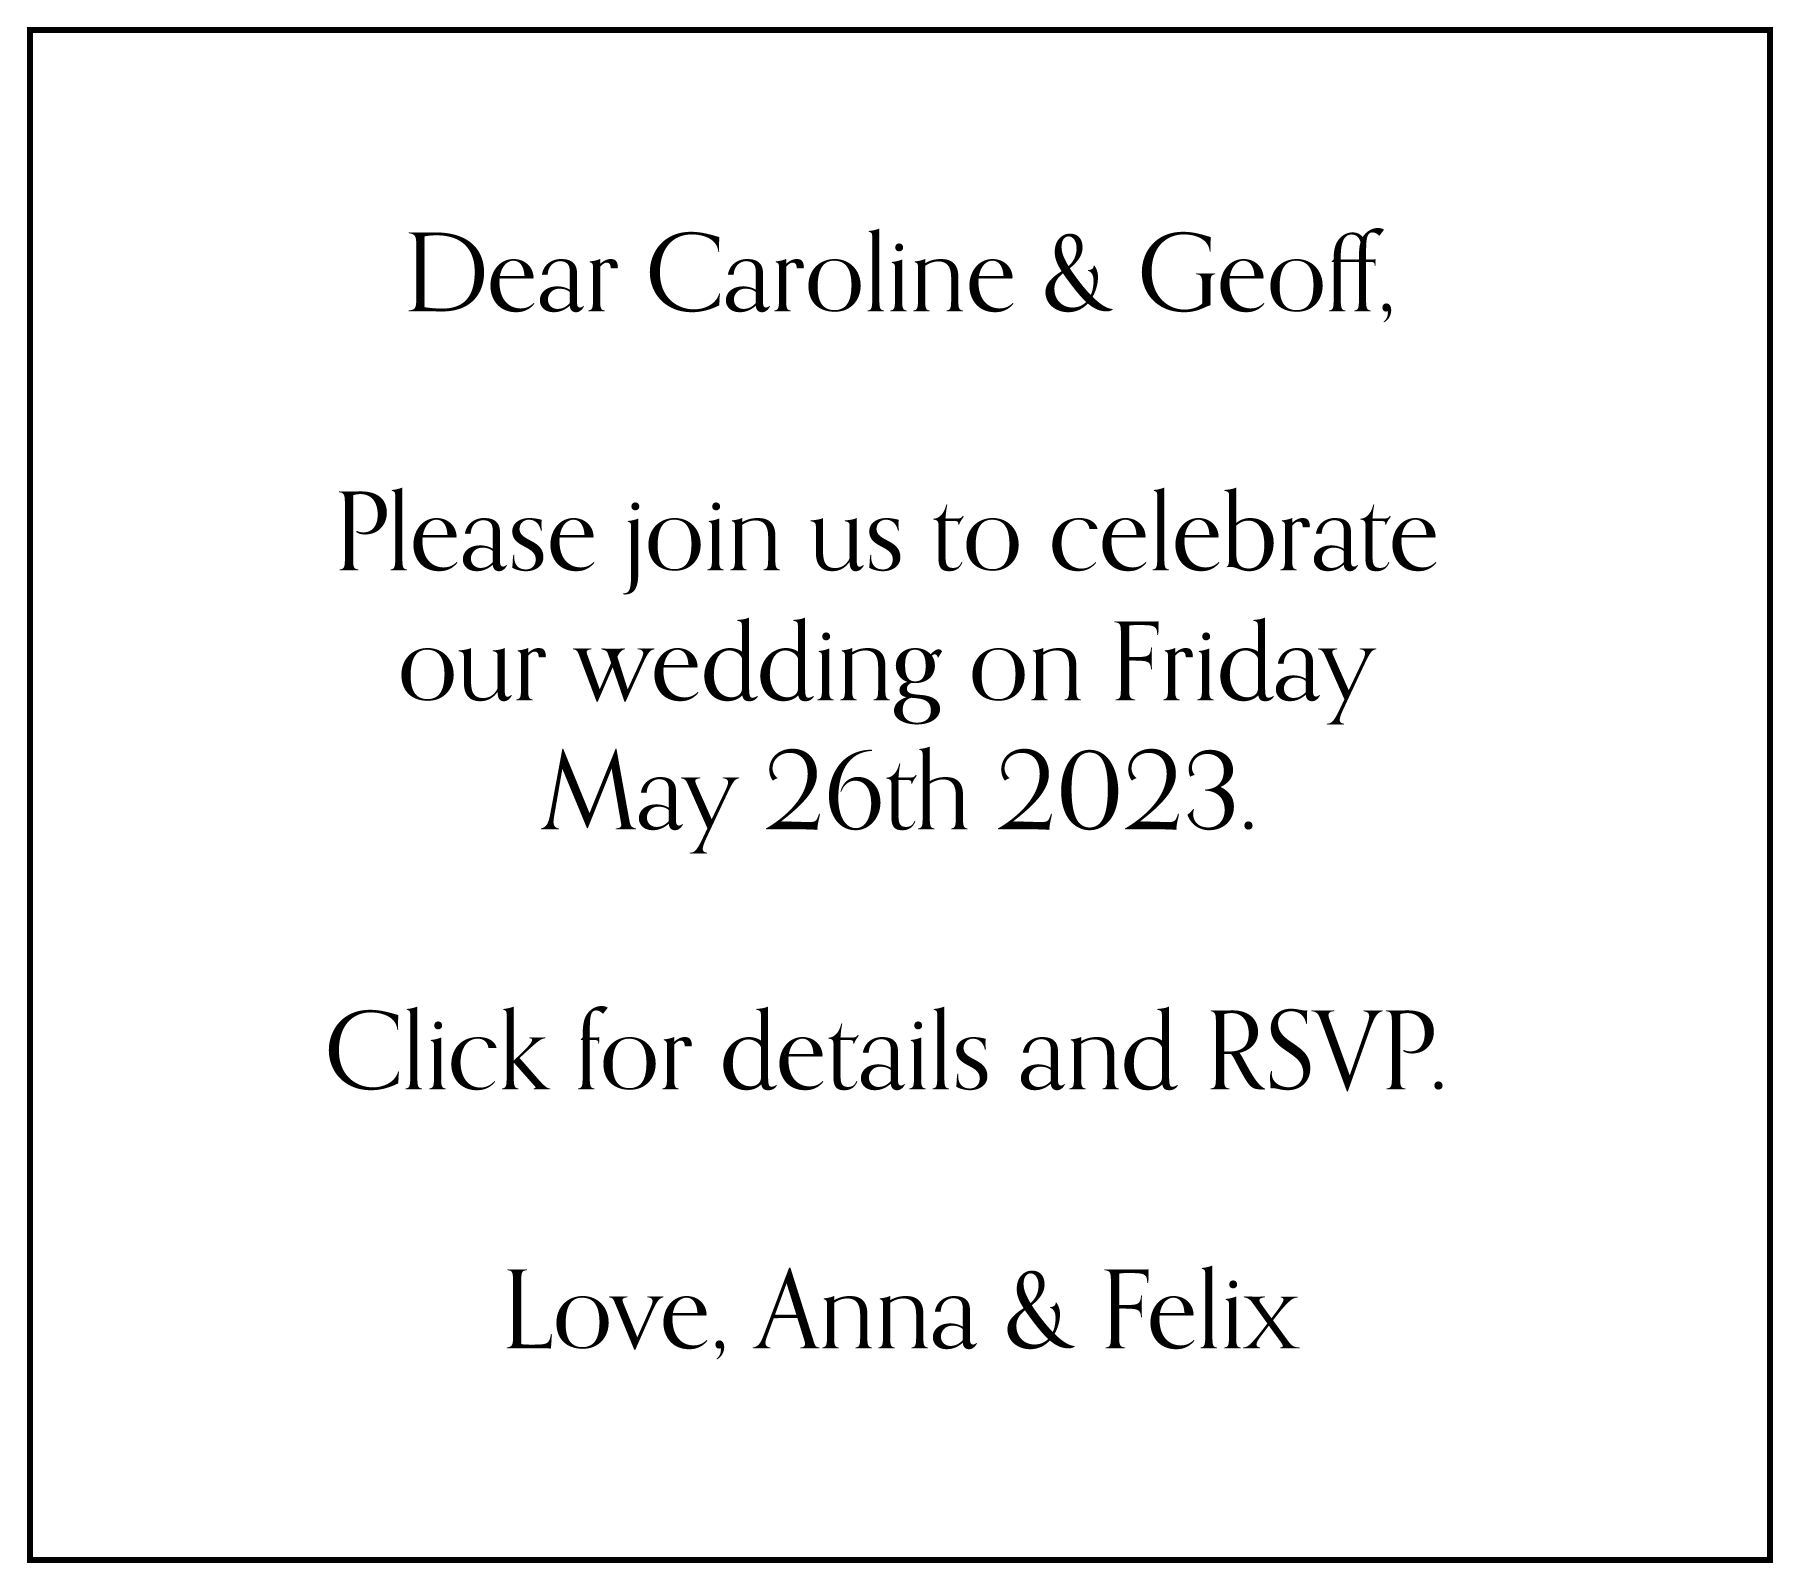 Dear Caroline & Geoff,
Please join us to celebrate
our wedding on Friday
May 26th 2023.
Click for details and RSVP.
Love, Anna & Felix